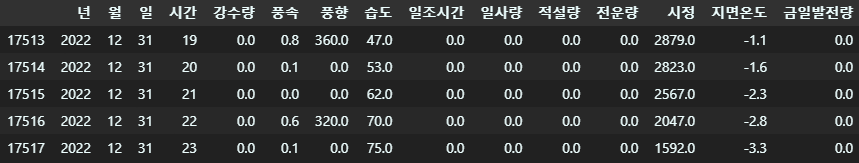 년 월 일 시간 강수량 풍속 풍향 습도 일조시간 일사량 적설량 전운량 시정 지면온도 금일발전량
17513 2022 12 31 19 0.0 0.8 360.0 47.0 0.0 0.0 0.0 0.0 2879.0 -1.1 0.0
17514 2022 12 31 20 0.0 0.1 0.0 53.0 0.0 0.0 0.0 0.0 2823.0 -1.6 0.0
17515 2022 12 31 21 0.0 0.0 0.0 62.0 0.0 0.0 0.0 0.0 2567.0 -2.3 0.0
17516 2022 12 31 22 0.0 0.6 320.0 70.0 0.0 0.0 0.0 0.0 2047.0 -2.8 0.0
17517 2022 12 31 23 0.0 0.1 0.0 75.0 0.0 0.0 0.0 0.0 1592.0 -3.3 0.0